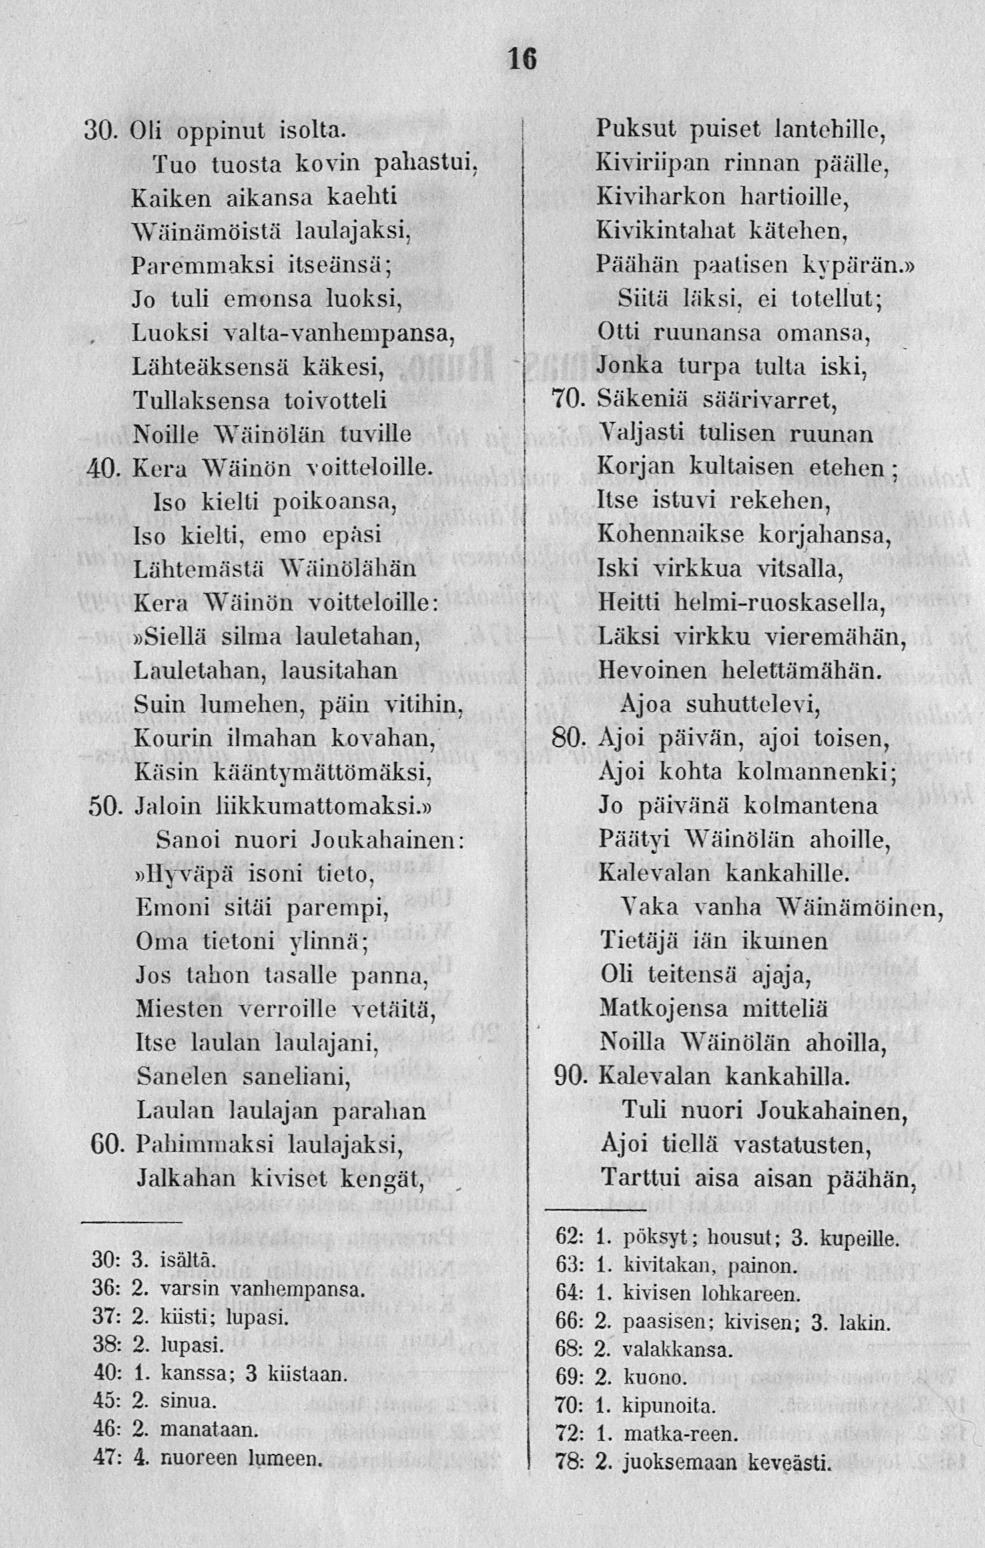 16
30. Oli oppinut isolta.
Tuo tuosta kovin pahastui,
Kaiken aikansa kaehti
Wäinämöistä laulajaksi,
Paremmaksi itseänsä;
Jo tuli emonsa luoksi,
Luoksi valta-vanhempansa,
Lähteäksensä käkesi,
Tullaksensa toivotteli
Noille Wäinölän tuville
40. Kera Wäinön voitteloille.
Iso kielti poikoansa,
Iso kielti, emo epäsi
Lähtemästä Wäinölähän
Kera Wäinön voitteloille:
»Siellä silma lauletahan,
Lauletahan, lausitahan
Suin lumehen, päin vitihin,
Kourin ilmahan kovahan,
Käsin kääntymättömäksi,
50. Jaloin liikkumattomaksi.»
Sanoi nuori Joukahainen:
»Hyväpä isoni tieto,
Emoni sitäi parempi,
Oma tietoni ylinnä;
Jos tahon tasalle panna,
Miesten verroille vetäitä,
Itse laulan laulajani,
Sanelen saneliani,
Laulan laulajan parahan
60. Pahimmaksi laulajaksi,
Jalkahan kiviset kengät,
30: 3. isältä.
36: 2. varsin vanhempansa.
37: 2. kiisti; lupasi.
38: 2. lupasi.
40: 1. kanssa; 3 kiistaan.
45: 2. sinua.
46: 2. manataan.
47: 4. nuoreen lumeen.
Puksut puiset lantehille,
Kiviriipan rinnan päälle,
Kiviharkon hartioille,
Kivikintahat kätehen,
Päähän paatisen kypärän.»
Siitä läksi, ei totellut;
Otti ruunansa omansa,
Jonka turpa tulta iski,
70. Säkeniä säärivarret,
Valjasti tulisen ruunan
Korjan kultaisen etehen;
Itse istuvi rekehen,
Kohennaikse korjahansa,
Iski virkkua vitsalla,
Heitti helmi-ruoskasella,
Läksi virkku vieremähän,
Hevoinen helettämähän.
Ajoa suhuttelevi,
80. Ajoi päivän, ajoi toisen,
Ajoi kohta kolmannenki;
Jo päivänä kolmantena
Päätyi Wäinölän ahoille,
Kalevalan kankahille.
Vaka vanha Wäinämöinen,
Tietäjä iän ikuinen
Oli teitensä ajaja,
Matkojensa mitteliä
Noilla Wäinölän ahoilla,
90. Kalevalan kankahilla.
Tuli nuori Joukahainen,
Ajoi tiellä vastatusten,
Tarttui aisa aisan päähän,
62: 1. pöksyt; housut; 3. kupeille.
63: 1. kivitakan, painon.
64: 1. kivisen lohkareen.
66: 2. paasisen; kivisen; 3. lakin.
68: 2. valakkansa.
69: 2. kuono.
70: 1. kipunoita.
72: 1. matka-reen.
78: 2. juoksemaan keveästi.